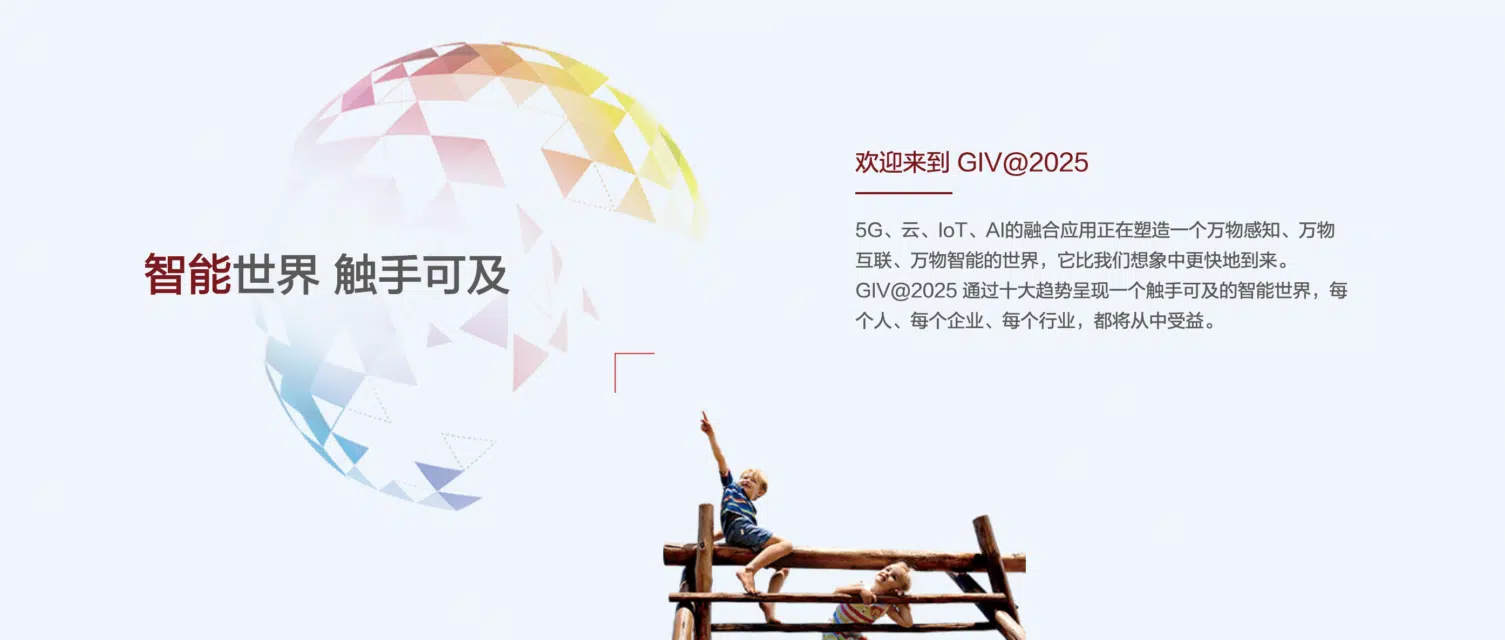 智能世界 触手可及
欢迎来到 GIV@2025
5G、云、IoT、AI的融合应用正在塑造一个万物感知、万物
互联、万物智能的世界，它比我们想象中更快地到来。
GIV@2025 通过十大趋势呈现一个触手可及的智能世界，每
个人、每个企业、每个行业，都将从中受益。